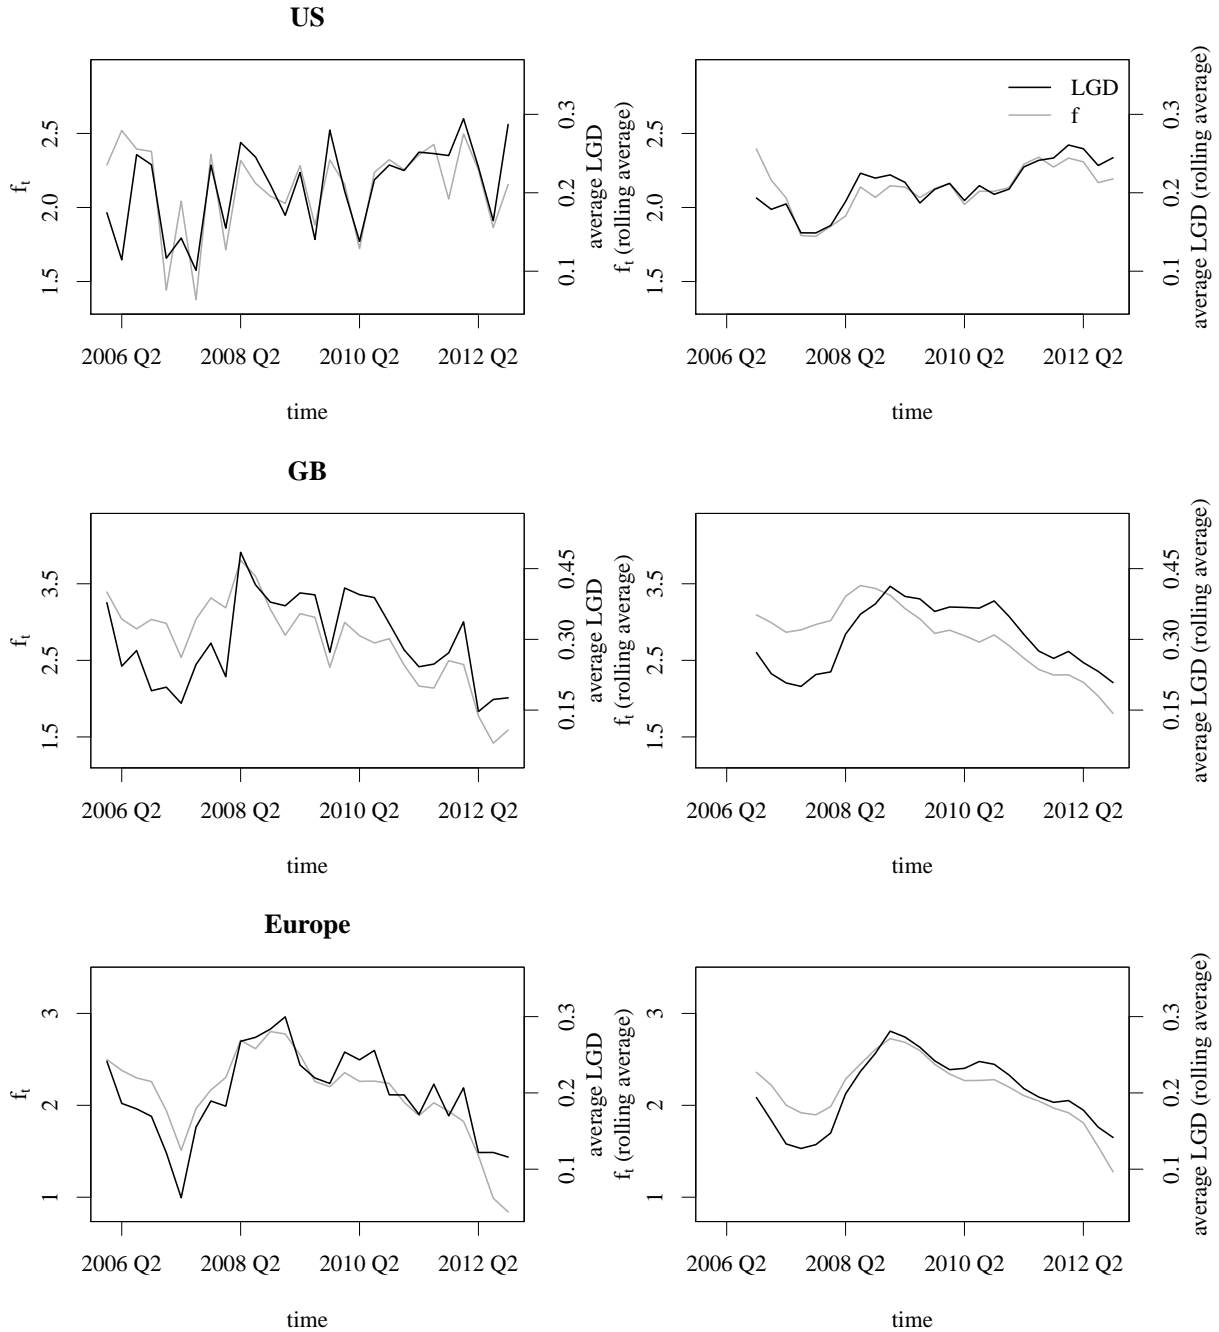 US
f_t
1.5 2.0 2.5
0.1 0.2 0.3
average LGD
2006 Q2 2008 Q2 2010 Q2 2012 Q2
time
f_t (rolling average)
1.5 2.0 2.5
LGD
f
0.1 0.2 0.3
average LGD (rolling average)
2006 Q2 2008 Q2 2010 Q2 2012 Q2
time
GB
f_t
1.5 2.5 3.5
0.15 0.30 0.45
average LGD
2006 Q2 2008 Q2 2010 Q2 2012 Q2
time
f_t (rolling average)
1.5 2.5 3.5
0.15 0.30 0.45
average LGD (rolling average)
2006 Q2 2008 Q2 2010 Q2 2012 Q2
time
Europe
f_t
1 2 3
0.1 0.2 0.3
average LGD
2006 Q2 2008 Q2 2010 Q2 2012 Q2
time
f_t (rolling average)
1 2 3
0.1 0.2 0.3
average LGD (rolling average)
2006 Q2 2008 Q2 2010 Q2 2012 Q2
time